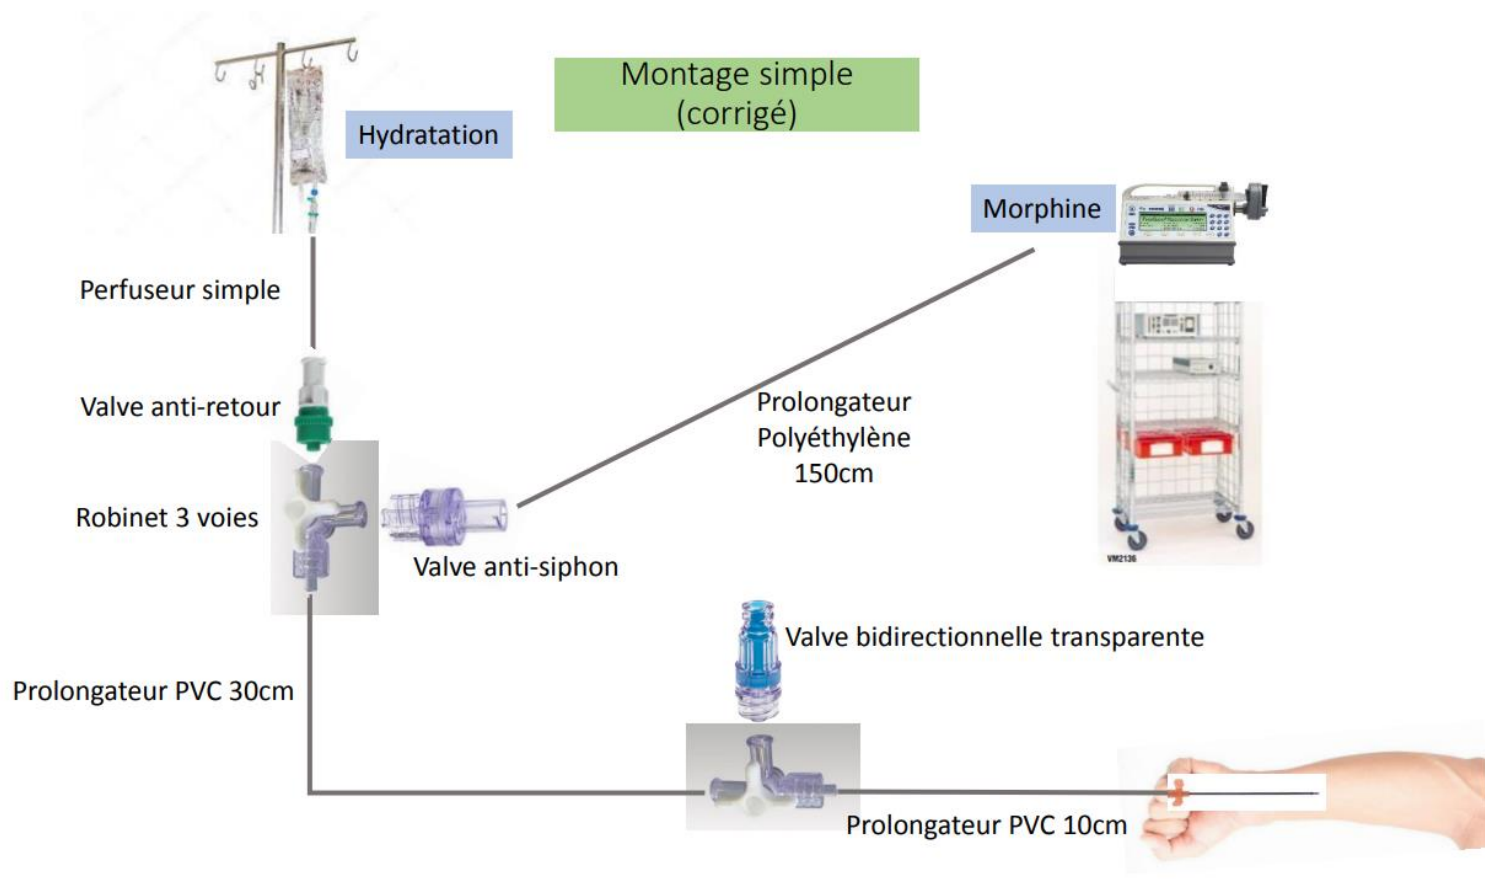 Montage simple
(corrigé)
Hydratation
Morphine
Perfuseur simple
Valve anti-retour
Prolongateur
Polyéthylène
150cm
Robinet 3 voies
Valve anti-siphon
VM2136
Valve bidirectionnelle transparente
Prolongateur PVC 30cm
Prolongateur PVC 10cm